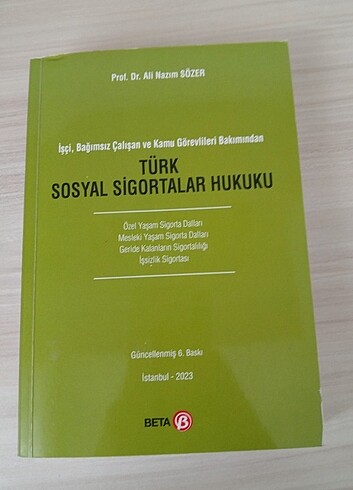 Prof. Dr. Ali Nazım SÖZER
İşçi, Bağımsız Çalışan ve Kamu Görevlileri Bakımından
TÜRK
SOSYAL SİGORTALAR HUKUKU
Özel Yaşam Sigorta Dalları
Mesleki Yaşam Sigorta Dalları
Geride Kalanların Sigortalılığı
İşsizlik Sigortası
Güncellenmiş 6. Baskı
İstanbul - 2023
BETA β